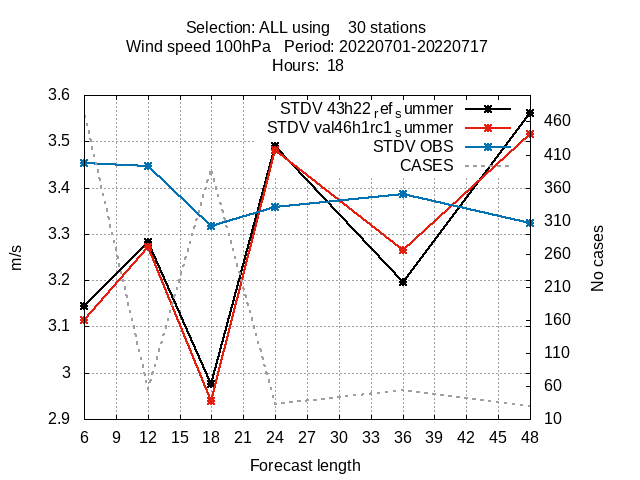 Selection: ALL using 30 stations
Wind speed 100hPa Period: 20220701-20220717
Hours: 18
STDV 43h22ref summer
STDV val46h1rc1summer
STDV OBS
CASES
3.6
3.5
3.4
3.3
3.2
3.1
3
2.9
m/s
460
410
360
310
260
210
160
110
60
10
No cases
6 9 12 15 18 21 24 27 30 33 36 39 42 45 48
Forecast length